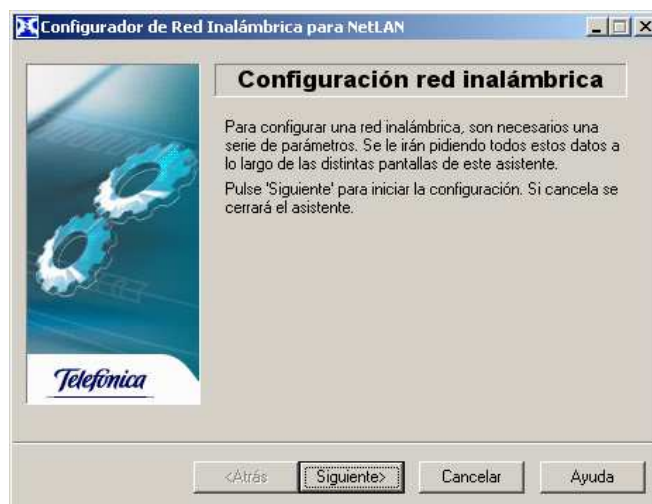 Configurador de Red Inalámbrica para NetLAN
Configuración red inalámbrica
Para configurar una red inalámbrica, son necesarios una
serie de parámetros. Se le irán pidiendo todos estos datos a
lo largo de las distintas pantallas de este asistente.
Pulse 'Siguiente' para iniciar la configuración. Si cancela se
cerrará el asistente.
Telefónica
<Atrás
Siguiente>
Cancelar
Ayuda